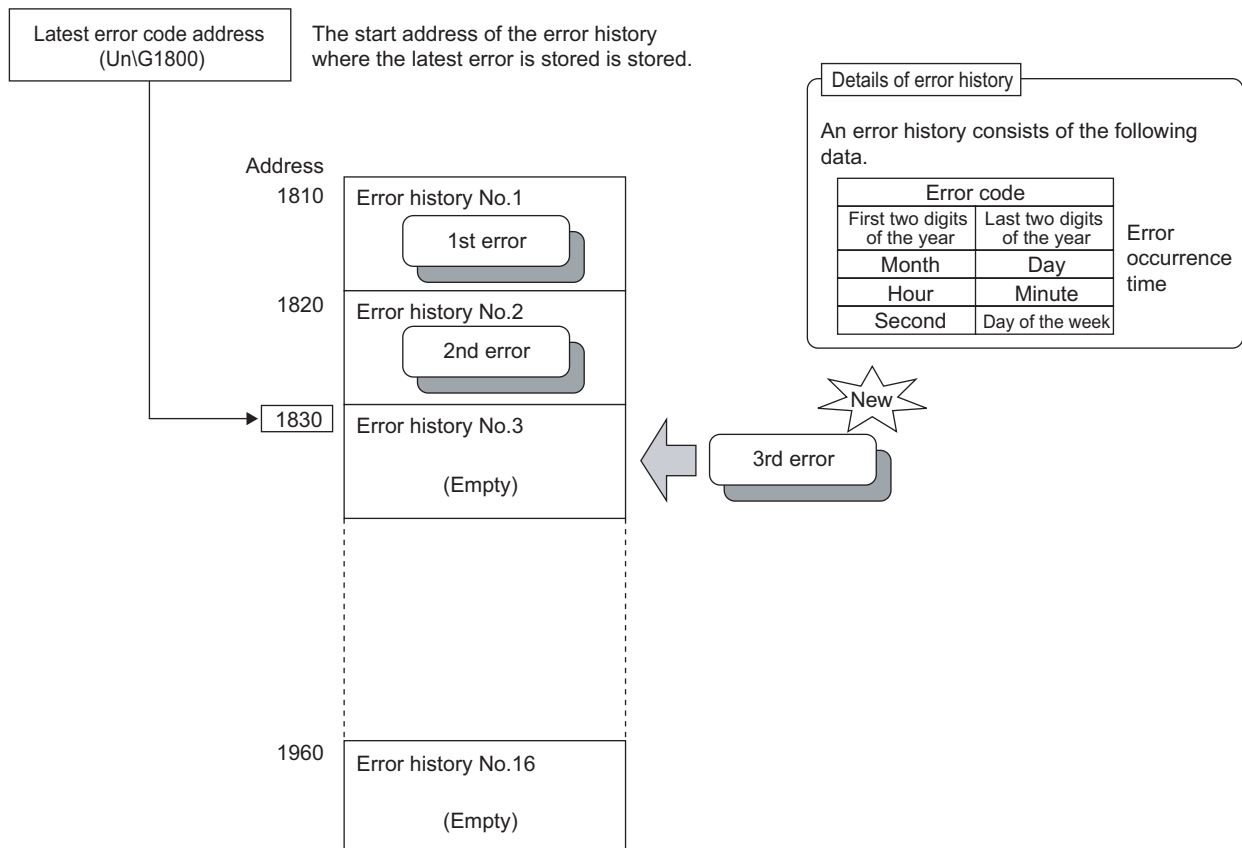 Latest error code address
(Un\G1800)
The start address of the error history
where the latest error is stored is stored.
Details of error history
An error history consists of the following
data.
Error code
First two digits
of the year
Last two digits
of the year
Month
Day
Hour
Minute
Second
Day of the week
Error
occurrence
time
Address
1810
Error history No.1
1st error
1820
Error history No.2
2nd error
1830
Error history No.3
(Empty)
New
3rd error
1960
Error history No.16
(Empty)